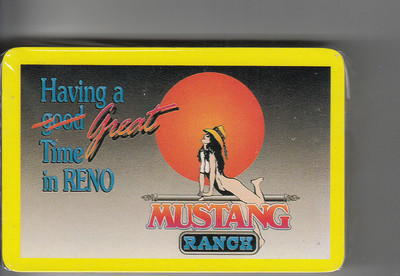 Having a
good Great
Time
in RENO
MUSTANG
RANCH